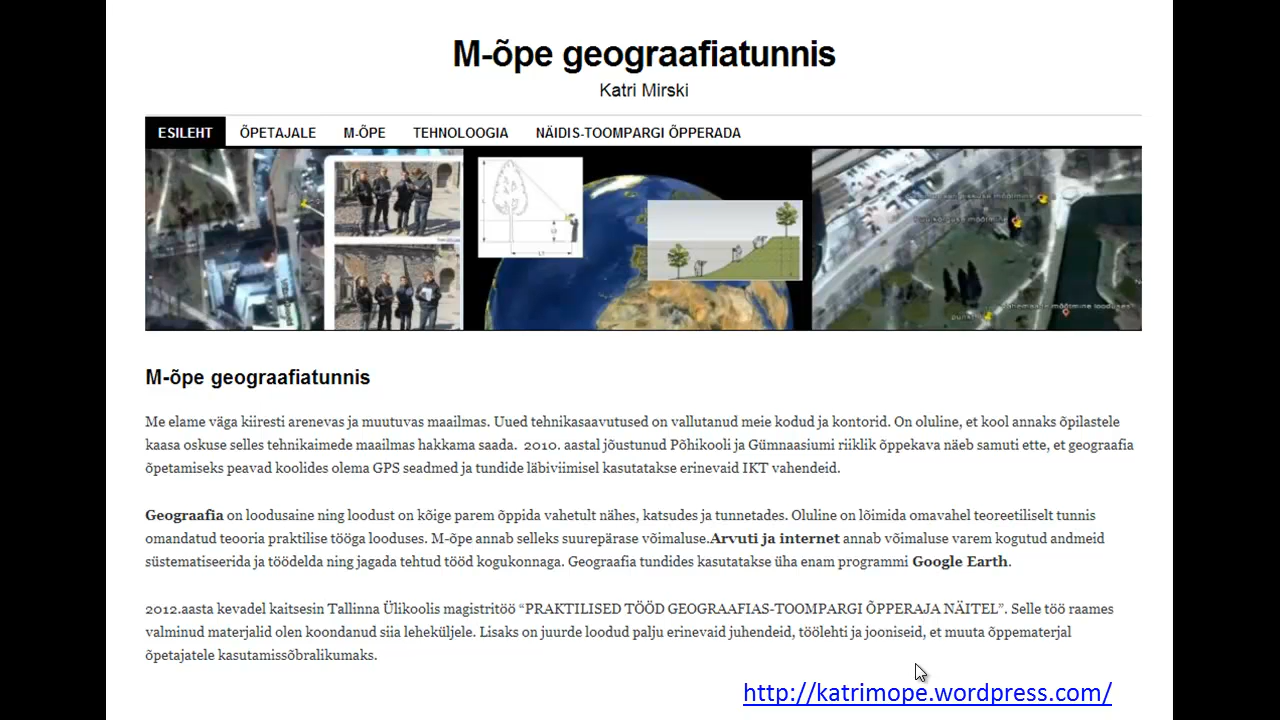 M-õpe geograafiatunnis
Katri Mirski
ESILEHT ÕPETAJALE M-ÕPE TEHNOLOOGIA NÄIDIS-TOOMPARGI ÕPPERADA
M-õpe geograafiatunnis
Me elame väga kiiresti arenevas ja muutuvas maailmas. Uued tehnikasaavutused on vallutanud meie kodud ja kontorid. On oluline, et kool annaks õpilastele
kaasa oskuse selles tehnikaimede maailmas hakkama saada. 2010. aastal jõustunud Põhikooli ja Gümnaasiumi riiklik õppekava näeb samuti ette, et geograafia
õpetamiseks peavad koolides olema GPS seadmed ja tundide läbiviimisel kasutatakse erinevaid IKT vahendeid.
Geograafia on loodusaine ning loodust on kõige parem õppida vahetult nähes, katsudes ja tunnetades. Oluline on lõimida omavahel teoreetiliselt tunnis
omandatud teooria praktilise tööga looduses. M-õpe annab selleks suurepärase võimaluse.Arvuti ja internet annab võimaluse varem kogutud andmeid
süstematiseerida ja töödelda ning jagada tehtud tööd kogukonnaga. Geograafia tundides kasutatakse üha enam programmi Google Earth.
2012.aasta kevadel kaitsesin Tallinna Ülikoolis magistritöö “PRAKTILISED TÖÖD GEOGRAAFIAS-TOOMPARGI ÕPPERAJA NÄITEL”. Selle töö raames
valminud materjalid olen koondanud siia leheküljele. Lisaks on juurde loodud palju erinevaid juhendeid, töölehti ja jooniseid, et muuta õppematerjal
õpetajatele kasutamissõbralikumaks.
http://katrimope.wordpress.com/